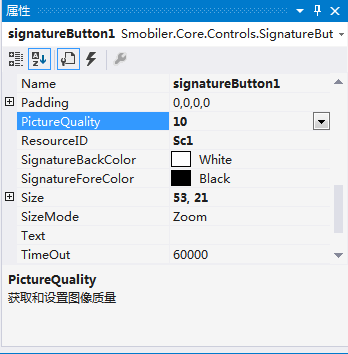 属性
signatureButton1 Smobiler.Core.Controls.SignatureBut
Name signatureButton1
Padding 0,0,0,0
PictureQuality 10
ResourceID Sc1
SignatureBackColor White
SignatureForeColor Black
Size 53, 21
SizeMode Zoom
Text
TimeOut 60000
PictureQuality
获取和设置图像质量